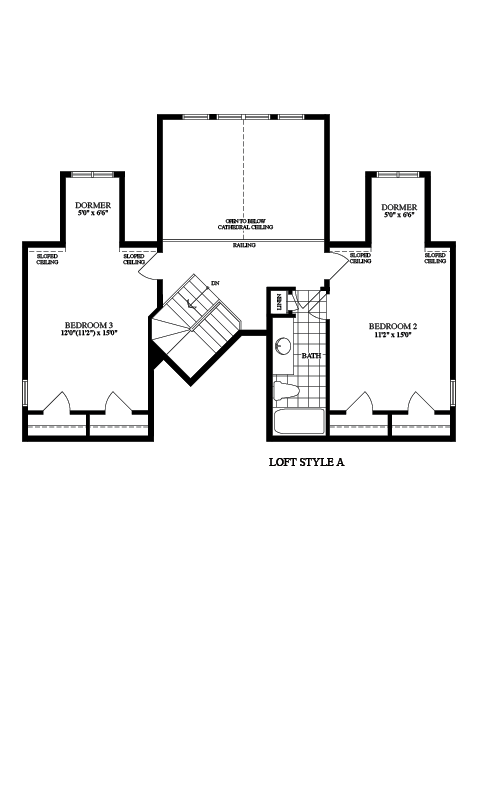 DORMER
5'0" x 6'6"
DORMER
5'0" x 6'6"
OPEN TO BELOW
CATHEDRAL CEILING
RAILING
SLOPED
CEILING
SLOPED
CEILING
SLOPED
CEILING
SLOPED
CEILING
DN
LINEN
BEDROOM 3
12'0"(11'2") x 15'0"
BEDROOM 2
11'2" x 15'0"
BATH
LOFT STYLE A